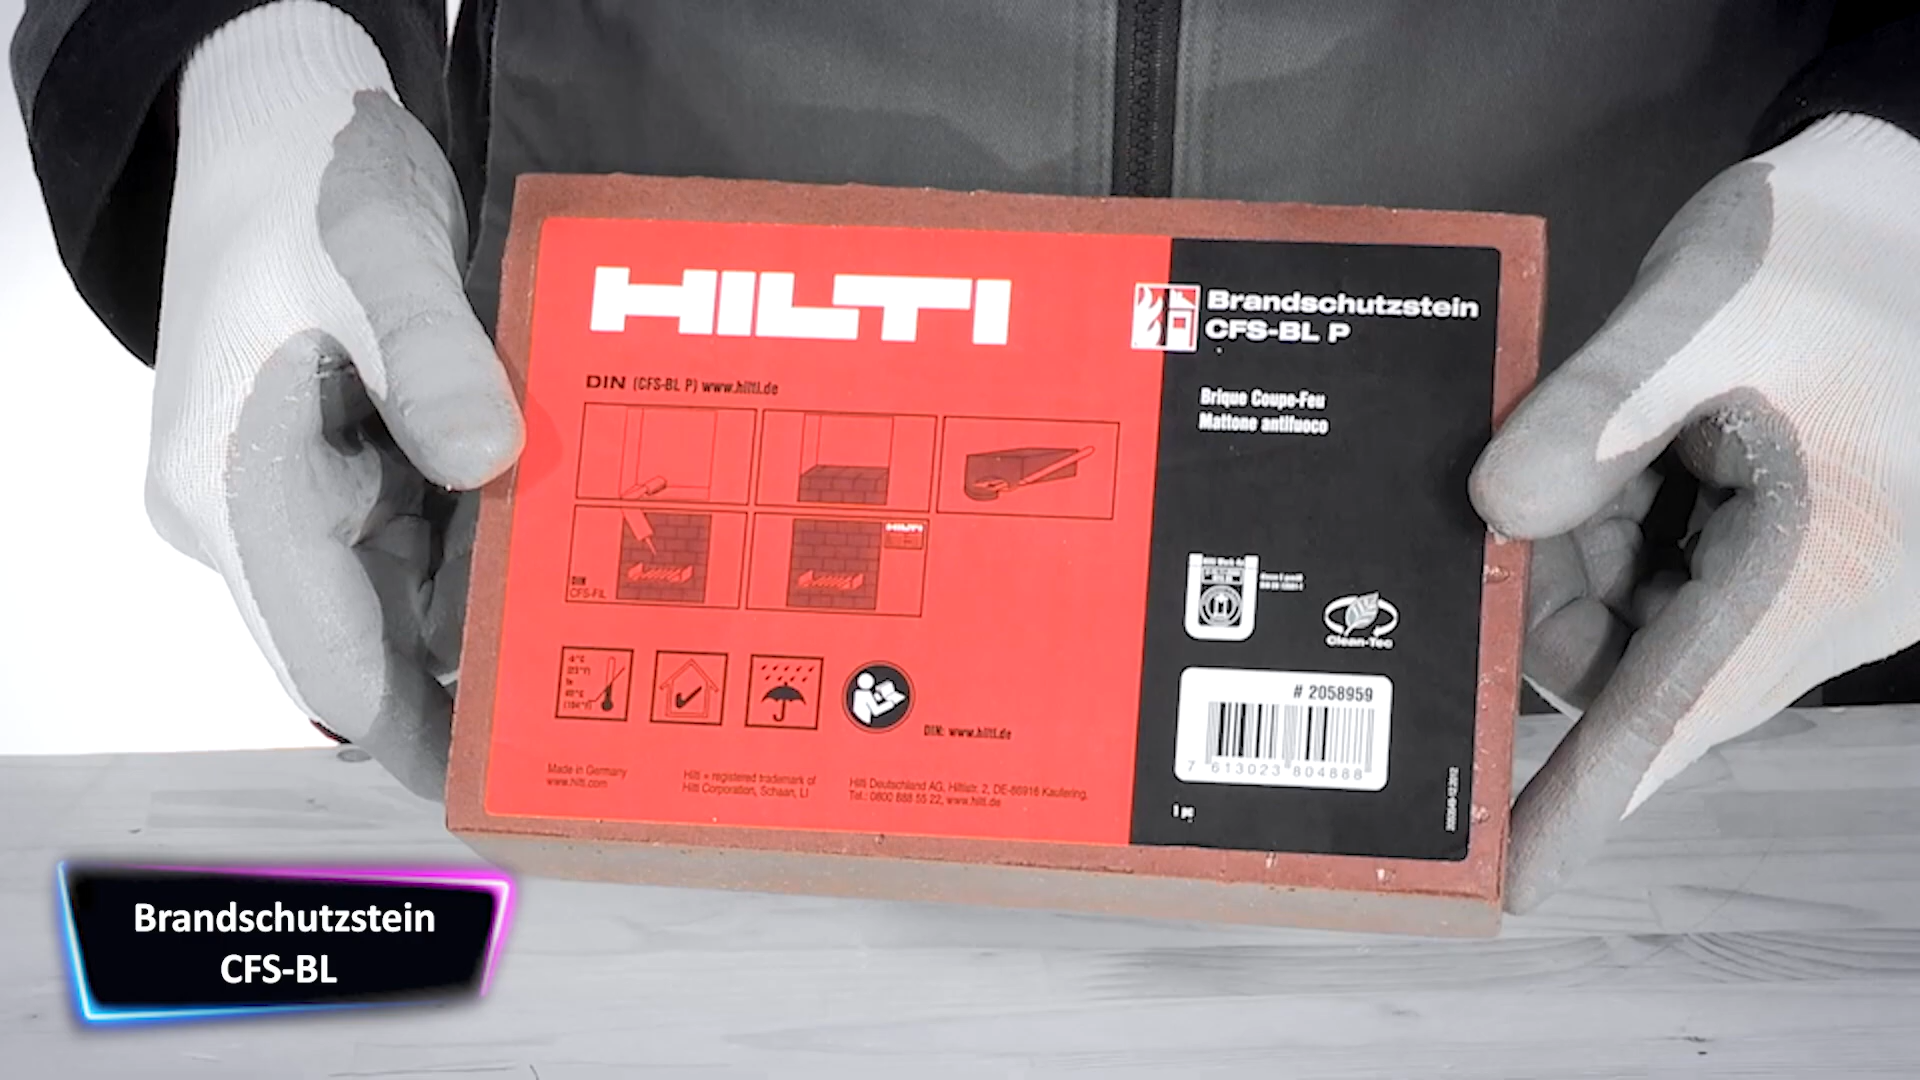 HILTI
Brandschutzstein
CFS-BL P
DIN (CFS-BL P) www.hilti.de
Brique Coupe-Feu
Mattone antifuoco
HILTI
DIN
CFS-FIL
Clean-Tec
# 2058959
7 613023 804888
DIN: www.hilti.de
Made in Germany
www.hilti.com
Hilti = registered trademark of
Hilti Corporation, Schaan, LI
Hilti Deutschland AG, Hiltistr. 2, DE-86916 Kaufering.
Tel.: 0800 888 55 22, www.hilti.de
Brandschutzstein
CFS-BL